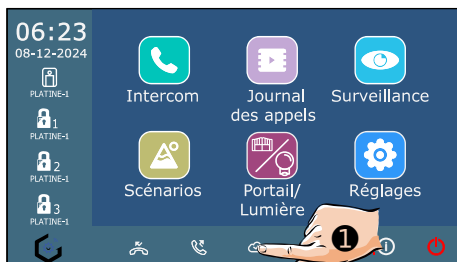 06:23
08-12-2024
PLATINE-1
1
PLATINE-1
2
PLATINE-1
3
PLATINE-1
Intercom
Journal
des appels
Surveillance
Scénarios
Portail/
Lumière
Réglages
1
i